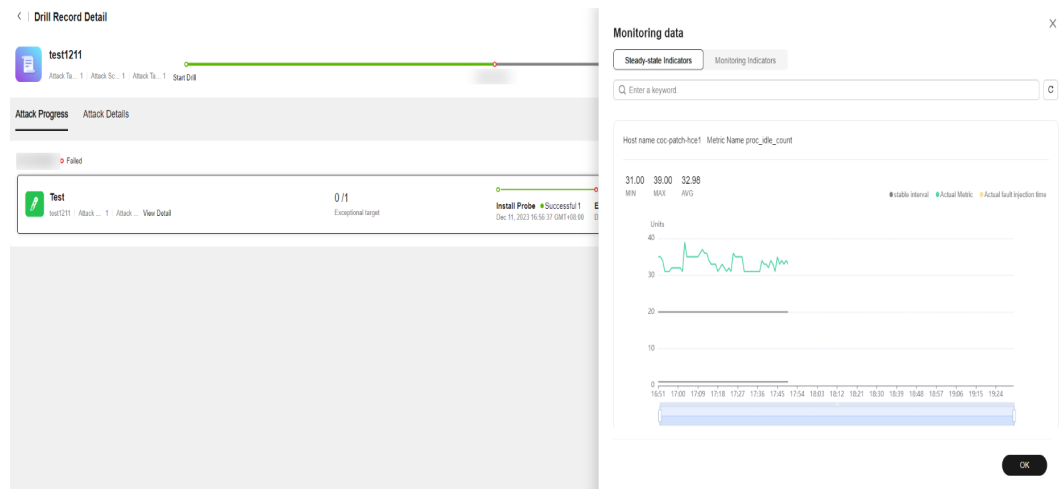 Drill Record Detail
test1211
Attack Ta... 1 Attack Sc... 1 Attack Ta... 1 Start Drill
Attack Progress Attack Details
Failed
Test
test1211 Attack ... 1 Attack ... View Detail
0 /1
Exceptional target
Install Probe Successful 1 E
Dec 11, 2023 16:56:37 GMT+08:00 D
Monitoring data
Steady-state Indicators Monitoring Indicators
Enter a keyword.
Host name coc-patch-hce1 Metric Name proc_idle_count
31.00 39.00 32.98
MIN MAX AVG
stable interval Actual Metric Actual fault injection time
Units
40
30
20
10
0
16:51 17:00 17:09 17:18 17:27 17:36 17:45 17:54 18:03 18:12 18:21 18:30 18:39 18:48 18:57 19:06 19:15 19:24
OK